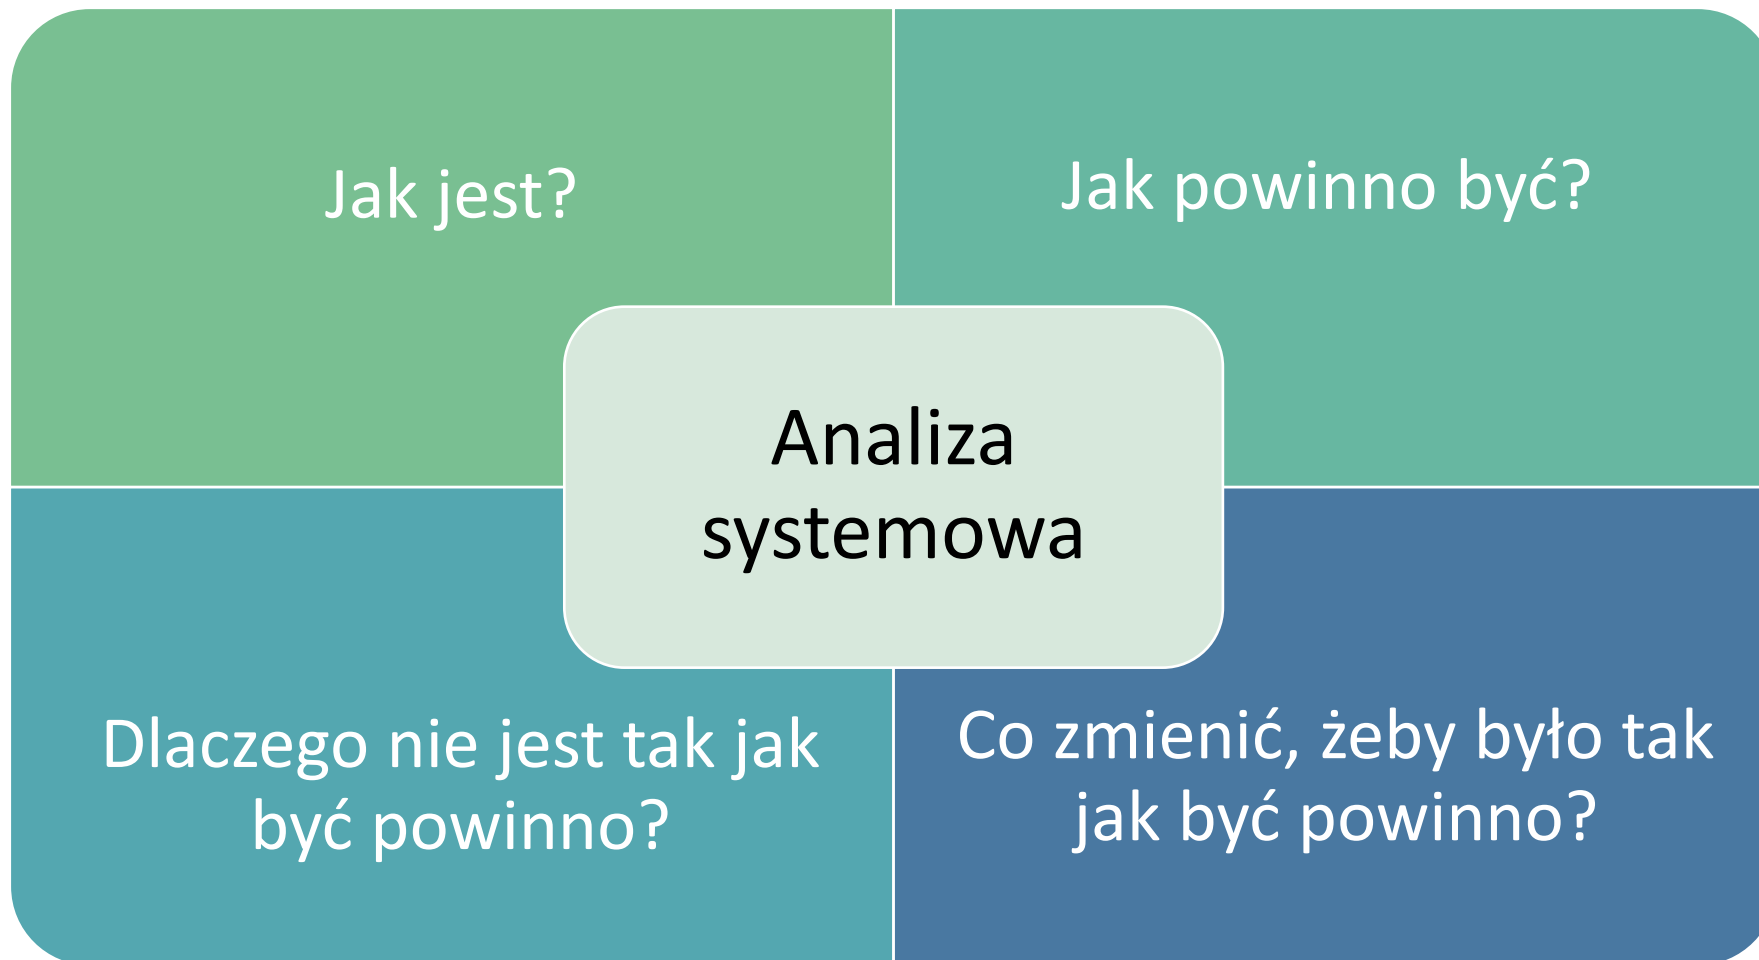 Jak jest?
Jak powinno być?
Analiza
systemowa
Dlaczego nie jest tak jak
być powinno?
Co zmienić, żeby było tak
jak być powinno?